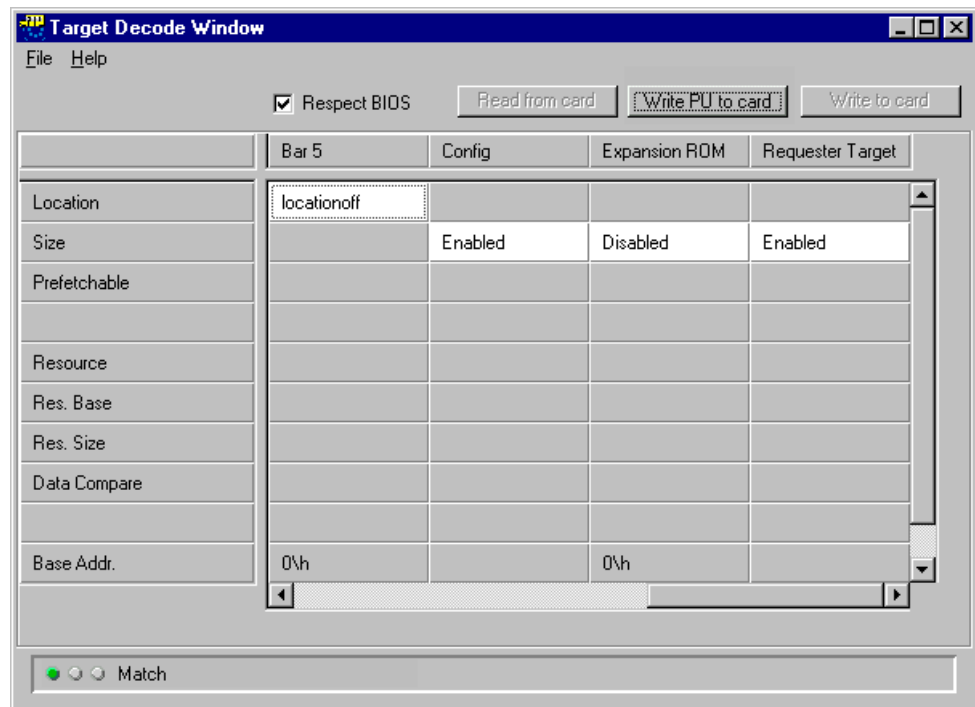 Target Decode Window
File Help
Respect BIOS Read from card Write PU to card Write to card
Bar 5 Config Expansion ROM Requester Target
Location locationoff
Size Enabled Disabled Enabled
Prefetchable
Resource
Res. Base
Res. Size
Data Compare
Base Addr. 0\h 0\h
Match